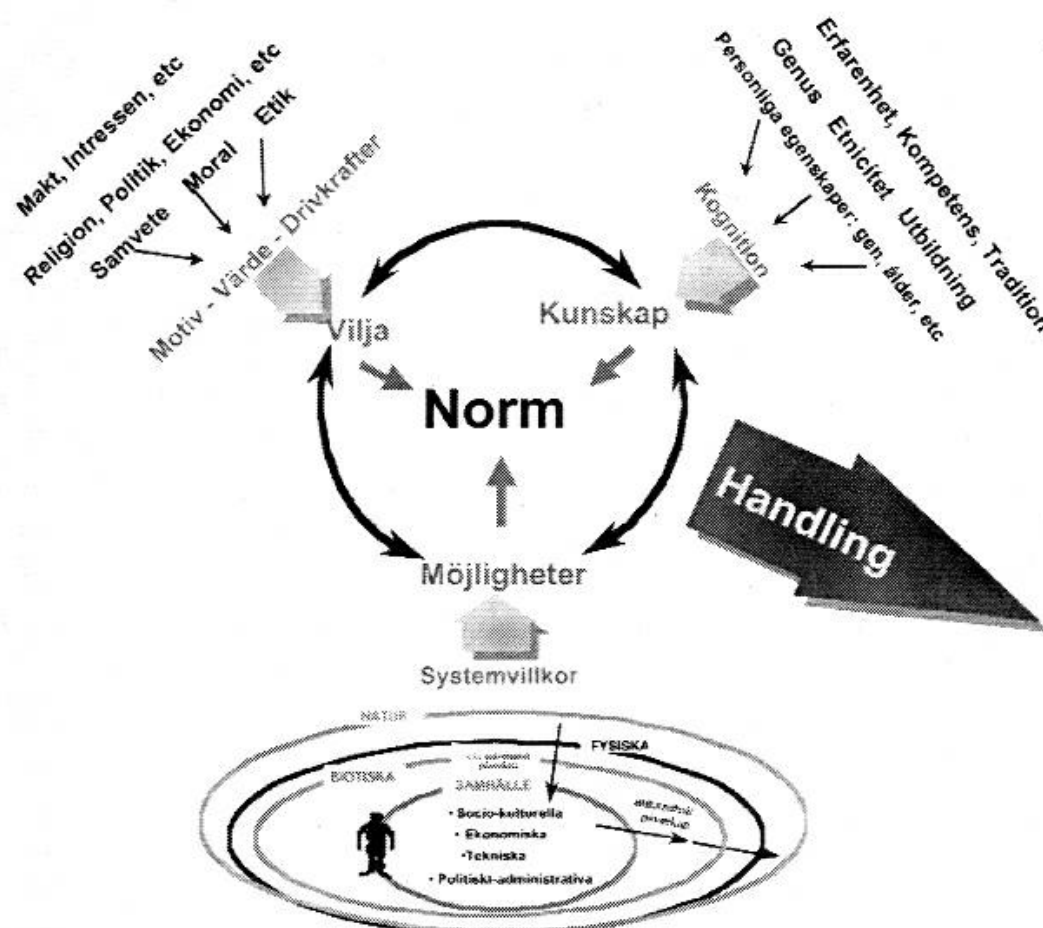 Makt, Intressen, etc
Religion, Politik, Ekonomi, etc
Samvete Moral Etik
Motiv - Värde - Drivkrafter
Erfarenhet, Kompetens, Tradition
Genus Etnicitet Utbildning
Personliga egenskaper: gen, ålder, etc
Kognition
Vilja
Kunskap
Norm
Handling
Möjligheter
Systemvillkor
NATUR
FYSISKA
BIOTISKA
SAMHÄLLE
• Socio-kulturella
• Ekonomiska
•Tekniska
• Politiskt-administrativa